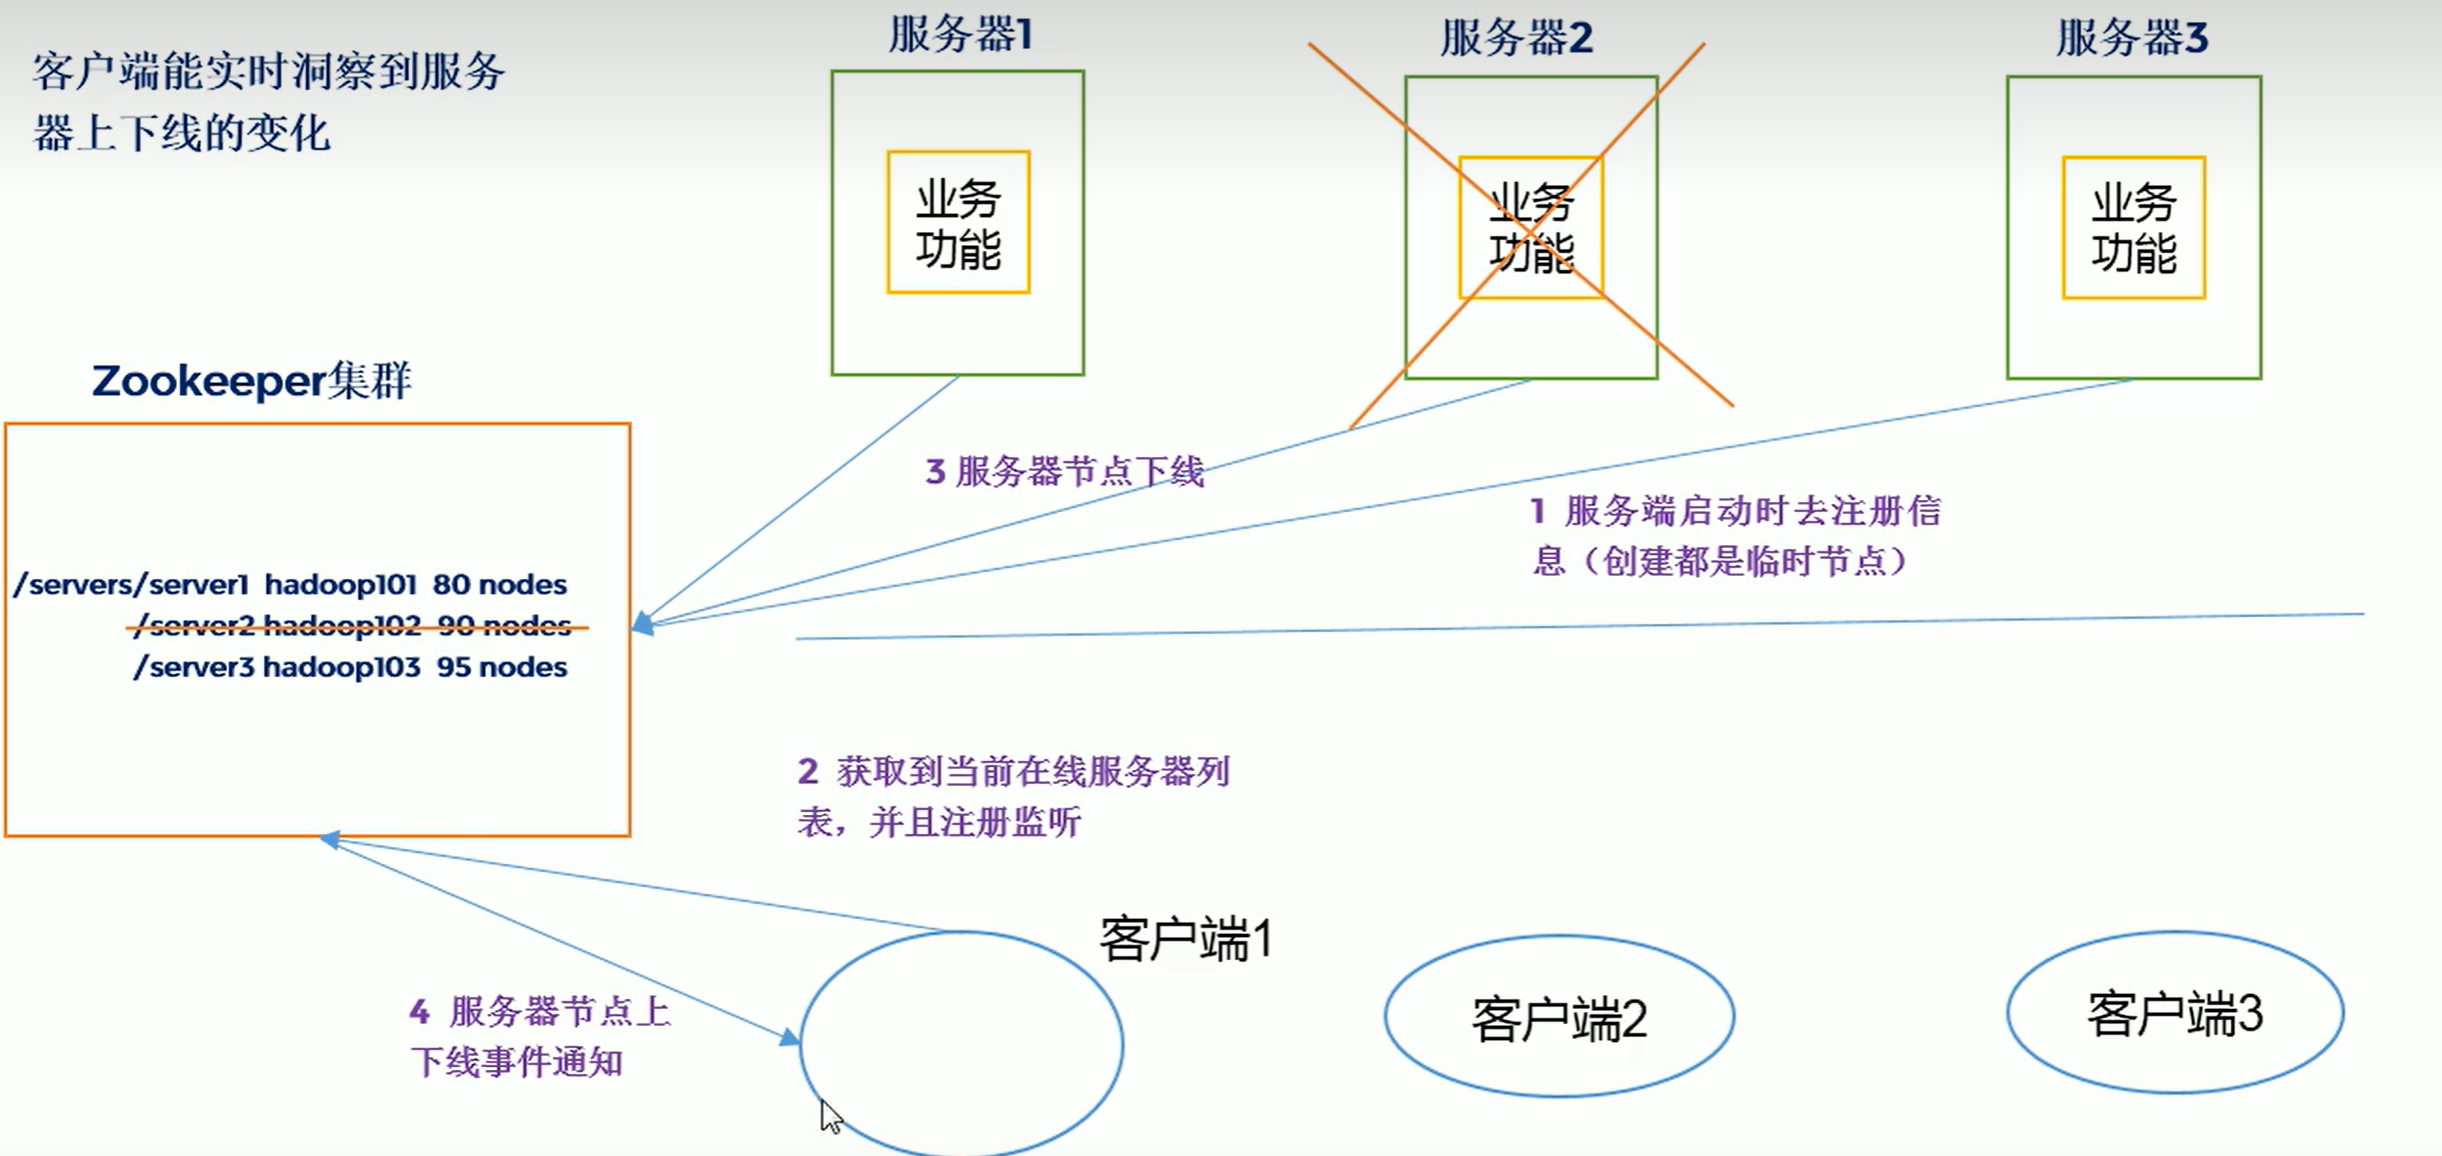 客户端能实时洞察到服务
器上下线的变化
服务器1
服务器2
服务器3
业务
功能
业务
功能
业务
功能
Zookeeper集群
/servers/server1 hadoop101 80 nodes
/server2 hadoop102 90 nodes
/server3 hadoop103 95 nodes
3 服务器节点下线
1 服务端启动时去注册信
息（创建都是临时节点）
2 获取到当前在线服务器列
表，并且注册监听
4 服务器节点上
下线事件通知
客户端1
客户端2
客户端3